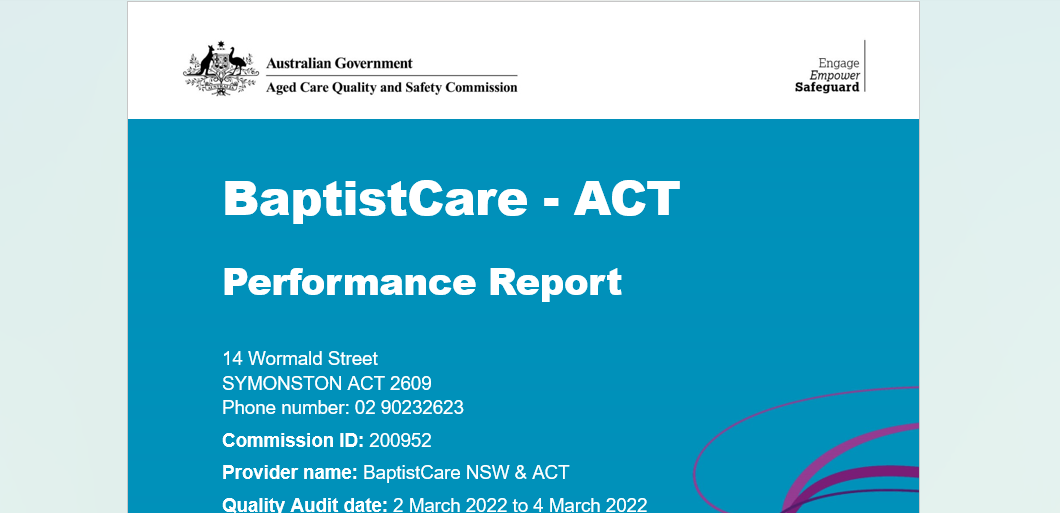 Australian Government
Aged Care Quality and Safety Commission
Engage
Empower
Safeguard
BaptistCare - ACT
Performance Report
14 Wormald Street
SYMONSTON ACT 2609
Phone number: 02 90232623
Commission ID: 200952
Provider name: BaptistCare NSW & ACT
Quality Audit date: 2 March 2022 to 4 March 2022